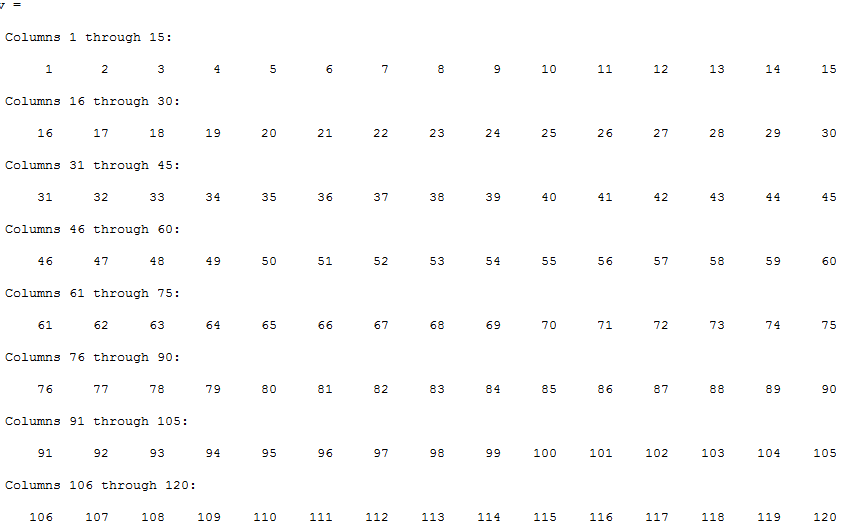 v =
Columns 1 through 15:
1 2 3 4 5 6 7 8 9 10 11 12 13 14 15
Columns 16 through 30:
16 17 18 19 20 21 22 23 24 25 26 27 28 29 30
Columns 31 through 45:
31 32 33 34 35 36 37 38 39 40 41 42 43 44 45
Columns 46 through 60:
46 47 48 49 50 51 52 53 54 55 56 57 58 59 60
Columns 61 through 75:
61 62 63 64 65 66 67 68 69 70 71 72 73 74 75
Columns 76 through 90:
76 77 78 79 80 81 82 83 84 85 86 87 88 89 90
Columns 91 through 105:
91 92 93 94 95 96 97 98 99 100 101 102 103 104 105
Columns 106 through 120:
106 107 108 109 110 111 112 113 114 115 116 117 118 119 120